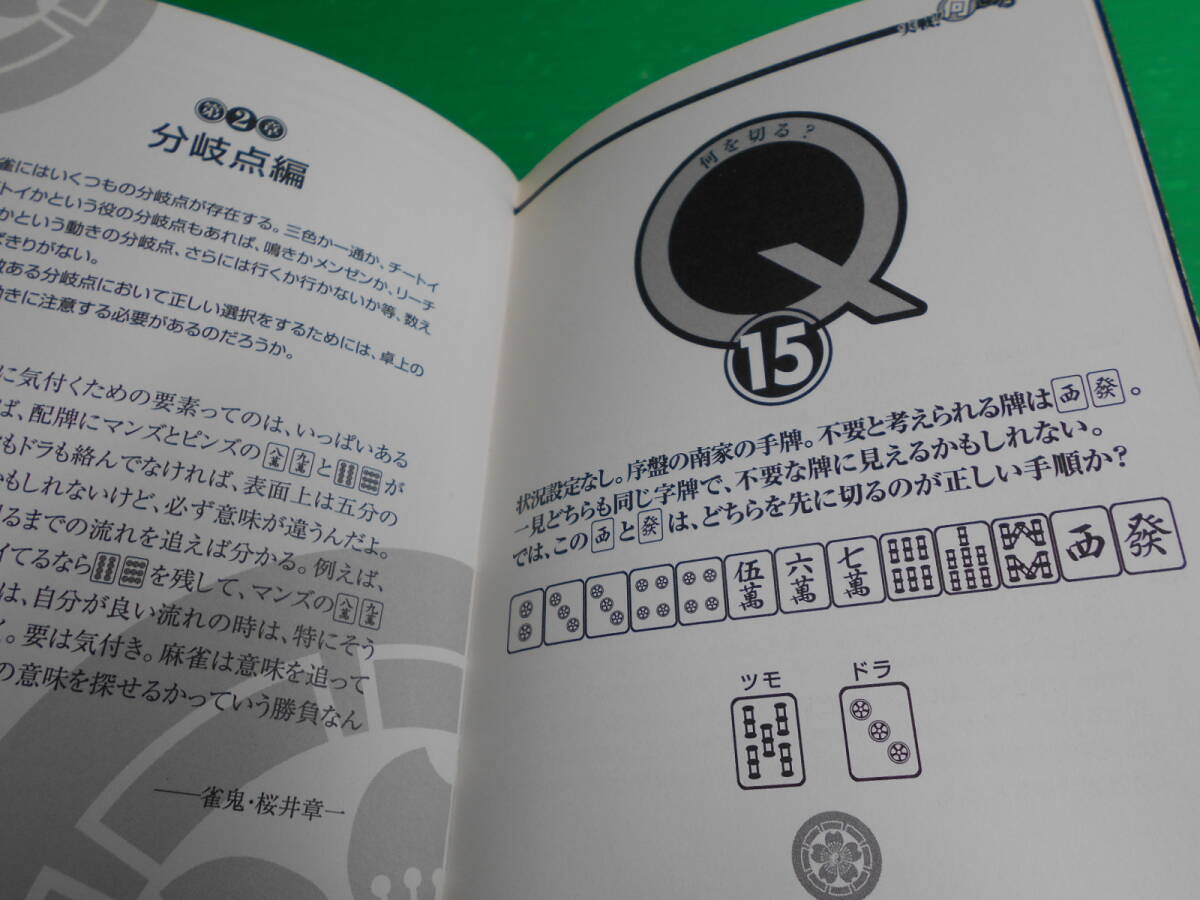 第2章
分岐点編
雀にはいくつもの分岐点が存在する。三色か一通か、チートイ
トイかという役の分岐点もあれば、鳴きかメンゼンか、リーチ
かという動きの分岐点、さらには行くか行かないか等、数え
ばきりがない。
ある分岐点において正しい選択をするためには、卓上の
動きに注意する必要があるのだろうか。
に気付くための要素ってのは、いっぱいある
ば、配牌にマンズとピンズの八萬九萬と が
もドラも絡んでなければ、表面上は五分の
かもしれないけど、必ず意味が違うんだよ。
るまでの流れを追えば分かる。例えば、
イてるなら を残して、マンズの八萬九萬
は、自分が良い流れの時は、特にそう
。要は気付き。麻雀は意味を追って
の意味を探せるかっていう勝負なん
──雀鬼・桜井章一
実戦!何
何を切る?
Q
15
状況設定なし。序盤の南家の手牌。不要と考えられる牌は西發。
一見どちらも同じ字牌で、不要な牌に見えるかもしれない。
では、この西と發は、どちらを先に切るのが正しい手順か?
伍萬 六萬 七萬 西 發
ツモ ドラ